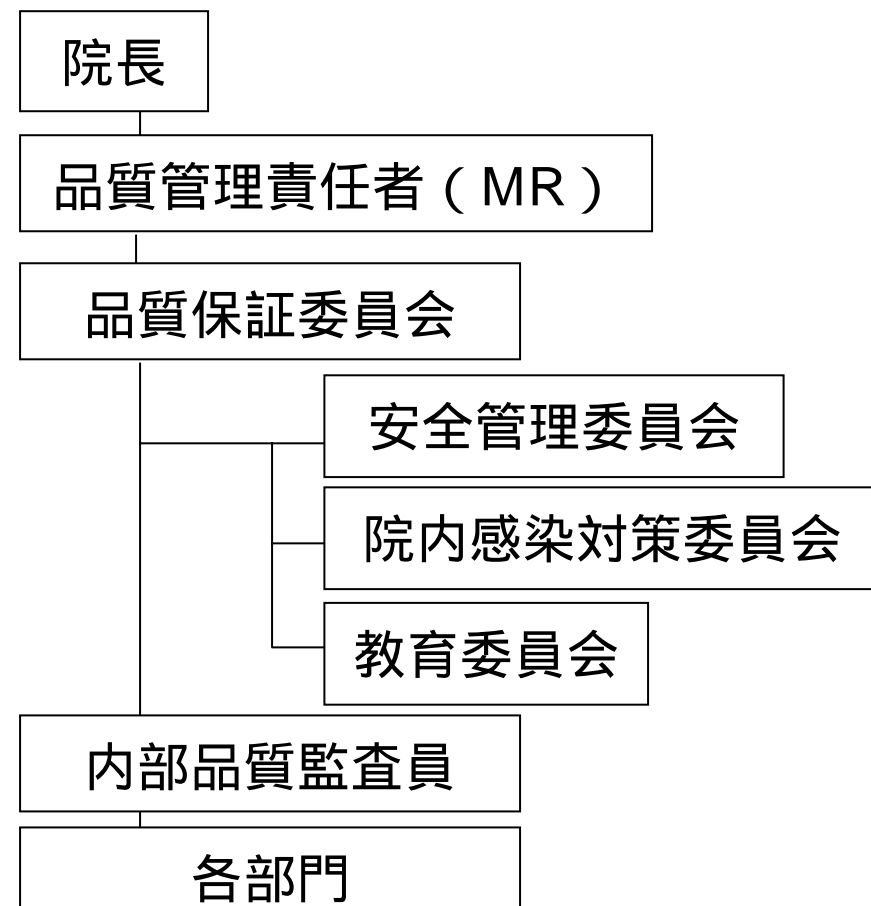 院長
品質管理責任者（MR）
品質保証委員会
安全管理委員会
院内感染対策委員会
教育委員会
内部品質監査員
各部門